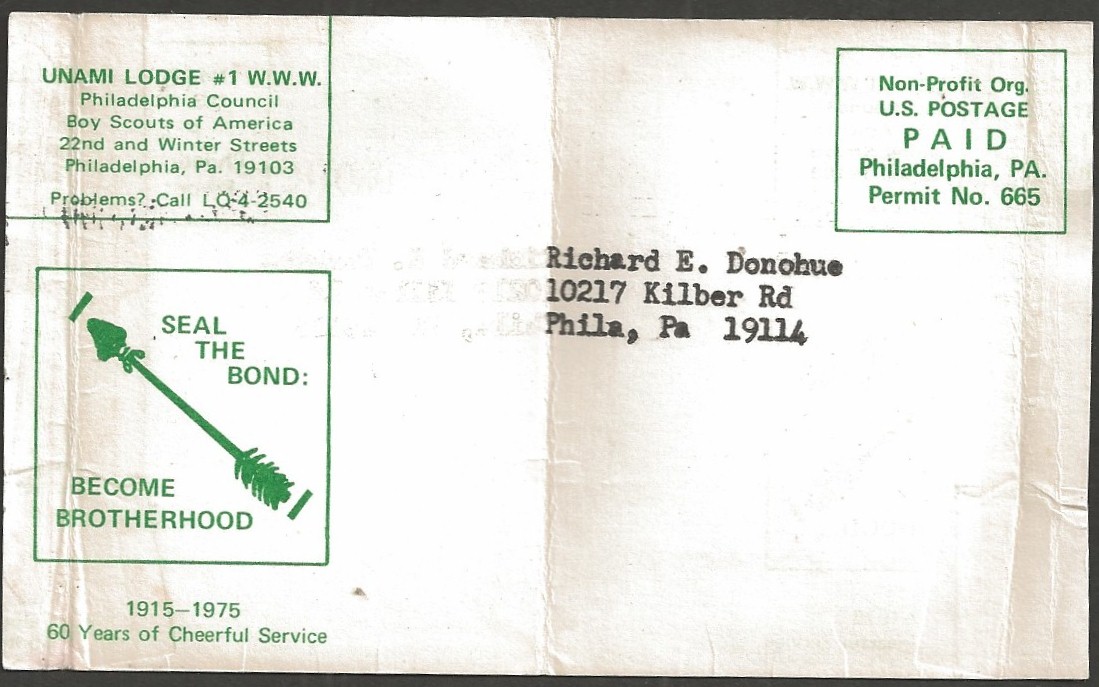 UNAMI LODGE #1 W.W.W.
Philadelphia Council
Boy Scouts of America
22nd and Winter Streets
Philadelphia, Pa. 19103
Problems? Call LO-4-2540
Non-Profit Org.
U.S. POSTAGE
PAID
Philadelphia, PA.
Permit No. 665
Richard E. Donohue
10217 Kilber Rd
Phila, Pa 19114
SEAL
THE
BOND:
BECOME
BROTHERHOOD
1915–1975
60 Years of Cheerful Service